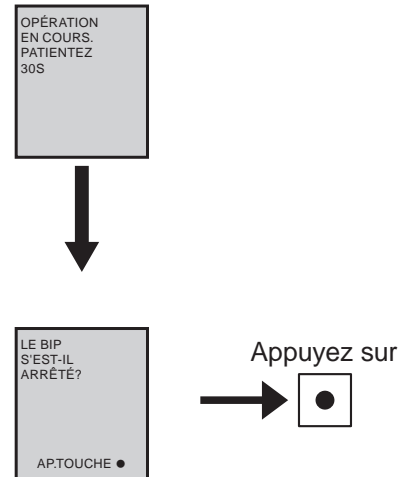 OPÉRATION
EN COURS.
PATIENTEZ
30S
LE BIP
S'EST-IL
ARRÊTÉ?
AP.TOUCHE ●
Appuyez sur